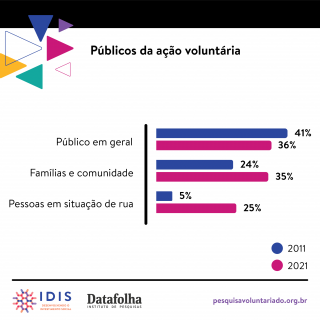 Públicos da ação voluntária
Público em geral
41%
36%
Famílias e comunidade
24%
35%
Pessoas em situação de rua
5%
25%
2011
2021
IDIS
Datafolha
INSTITUTO DE PESQUISAS
pesquisavoluntariado.org.br